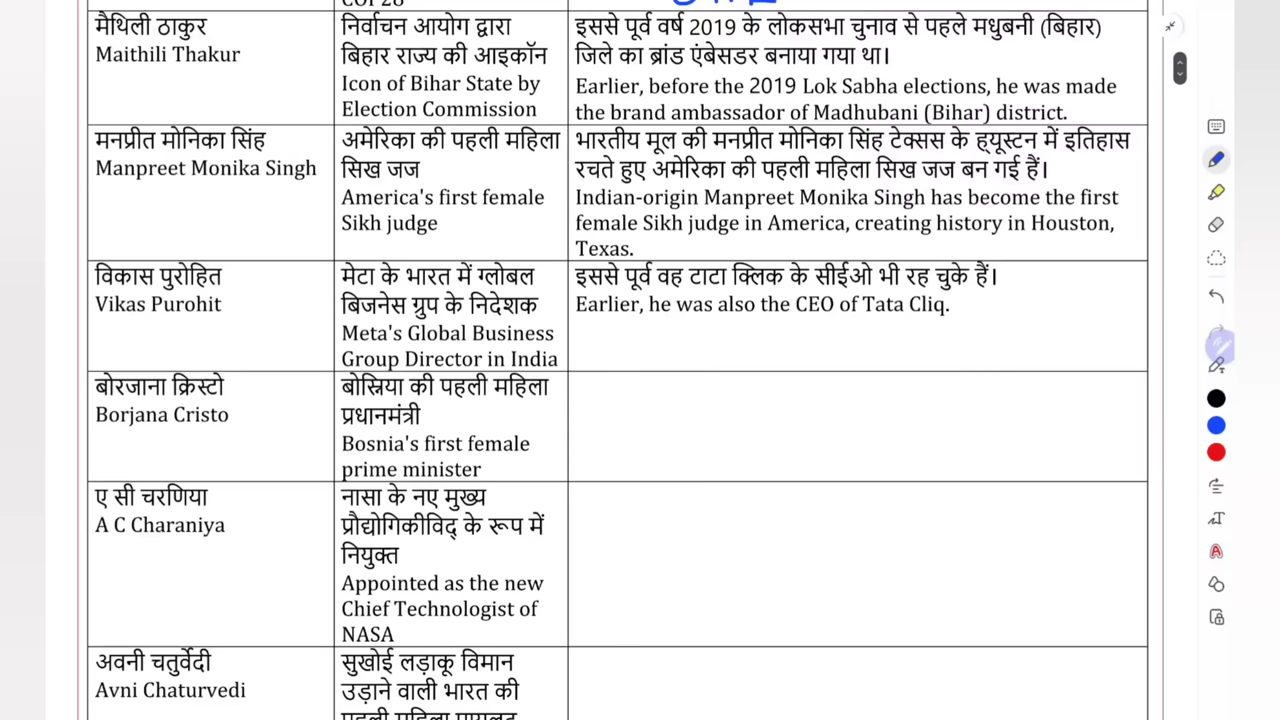 मैथिली ठाकुर
Maithili Thakur
निर्वाचन आयोग द्वारा
बिहार राज्य की आइकॉन
Icon of Bihar State by
Election Commission
इससे पूर्व वर्ष 2019 के लोकसभा चुनाव से पहले मधुबनी (बिहार)
जिले का ब्रांड एंबेसडर बनाया गया था।
Earlier, before the 2019 Lok Sabha elections, he was made
the brand ambassador of Madhubani (Bihar) district.
मनप्रीत मोनिका सिंह
Manpreet Monika Singh
अमेरिका की पहली महिला
सिख जज
America's first female
Sikh judge
भारतीय मूल की मनप्रीत मोनिका सिंह टेक्सस के ह्यूस्टन में इतिहास
रचते हुए अमेरिका की पहली महिला सिख जज बन गई हैं।
Indian-origin Manpreet Monika Singh has become the first
female Sikh judge in America, creating history in Houston,
Texas.
विकास पुरोहित
Vikas Purohit
मेटा के भारत में ग्लोबल
बिजनेस ग्रुप के निदेशक
Meta's Global Business
Group Director in India
इससे पूर्व वह टाटा क्लिक के सीईओ भी रह चुके हैं।
Earlier, he was also the CEO of Tata Cliq.
बोरजाना क्रिस्टो
Borjana Cristo
बोस्निया की पहली महिला
प्रधानमंत्री
Bosnia's first female
prime minister
ए सी चरणिया
A C Charaniya
नासा के नए मुख्य
प्रौद्योगिकीविद् के रूप में
नियुक्त
Appointed as the new
Chief Technologist of
NASA
अवनी चतुर्वेदी
Avni Chaturvedi
सुखोई लड़ाकू विमान
उड़ाने वाली भारत की